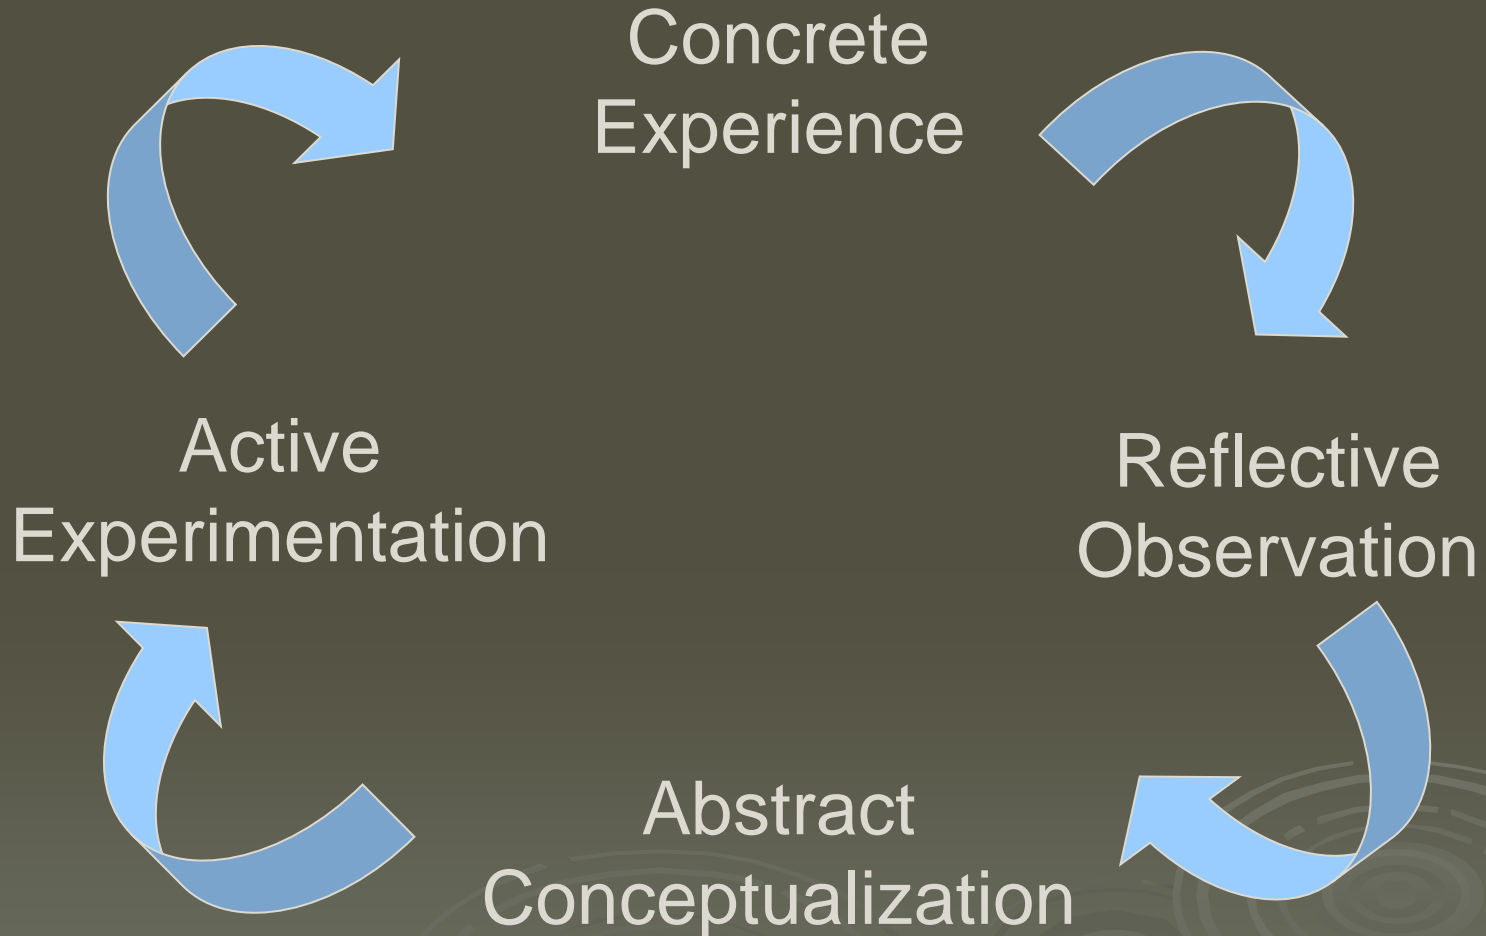 Concrete
Experience
Active
Experimentation
Reflective
Observation
Abstract
Conceptualization